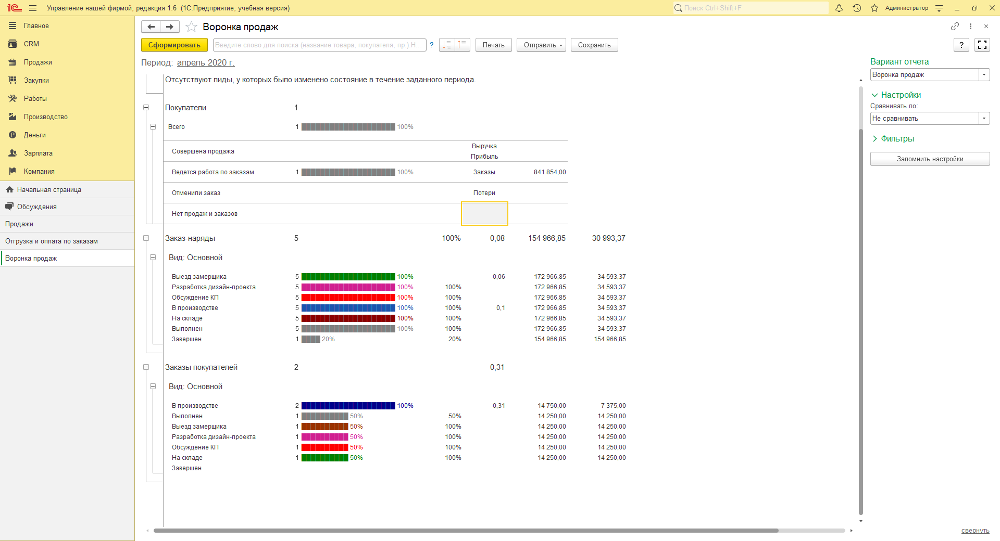 1С Управление нашей фирмой, редакция 1.6 (1С:Предприятие, учебная версия) Поиск Ctrl+Shift+F Администратор
Главное
CRM
Продажи
Закупки
Работы
Производство
Деньги
Зарплата
Компания
Начальная страница
Обсуждения
Продажи
Отгрузка и оплата по заказам
Воронка продаж
Воронка продаж
Сформировать Введите слово для поиска (название товара, покупателя, пр.).Н... ? Печать Отправить Сохранить ?
Период: апрель 2020 г.
Отсутствуют лиды, у которых было изменено состояние в течение заданного периода.
Покупатели 1
Всего 1 100%
Совершена продажа Выручка
Прибыль
Ведется работа по заказам 1 100% Заказы 841 854,00
Отменили заказ Потери
Нет продаж и заказов
Заказ-наряды 5 100% 0,08 154 966,85 30 993,37
Вид: Основной
Выезд замерщика 5 100% 0,06 172 966,85 34 593,37
Разработка дизайн-проекта 5 100% 100% 172 966,85 34 593,37
Обсуждение КП 5 100% 100% 172 966,85 34 593,37
В производстве 5 100% 100% 0,1 172 966,85 34 593,37
На складе 5 100% 100% 172 966,85 34 593,37
Выполнен 5 100% 100% 172 966,85 34 593,37
Завершен 1 20% 20% 154 966,85 154 966,85
Заказы покупателей 2 0,31
Вид: Основной
В производстве 2 100% 0,31 14 750,00 7 375,00
Выполнен 1 50% 50% 14 250,00 14 250,00
Выезд замерщика 1 50% 100% 14 250,00 14 250,00
Разработка дизайн-проекта 1 50% 100% 14 250,00 14 250,00
Обсуждение КП 1 50% 100% 14 250,00 14 250,00
На складе 1 50% 100% 14 250,00 14 250,00
Завершен
Вариант отчета
Воронка продаж
Настройки
Сравнивать по:
Не сравнивать
Фильтры
Запомнить настройки
свернуть